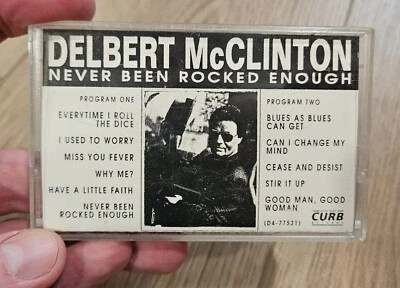 DELBERT McCLINTON
NEVER BEEN ROCKED ENOUGH
PROGRAM ONE
EVERYTIME I ROLL
THE DICE
I USED TO WORRY
MISS YOU FEVER
WHY ME?
HAVE A LITTLE FAITH
NEVER BEEN
ROCKED ENOUGH
PROGRAM TWO
BLUES AS BLUES
CAN GET
CAN I CHANGE MY
MIND
CEASE AND DESIST
STIR IT UP
GOOD MAN, GOOD
WOMAN
(D4-77521)
CURB